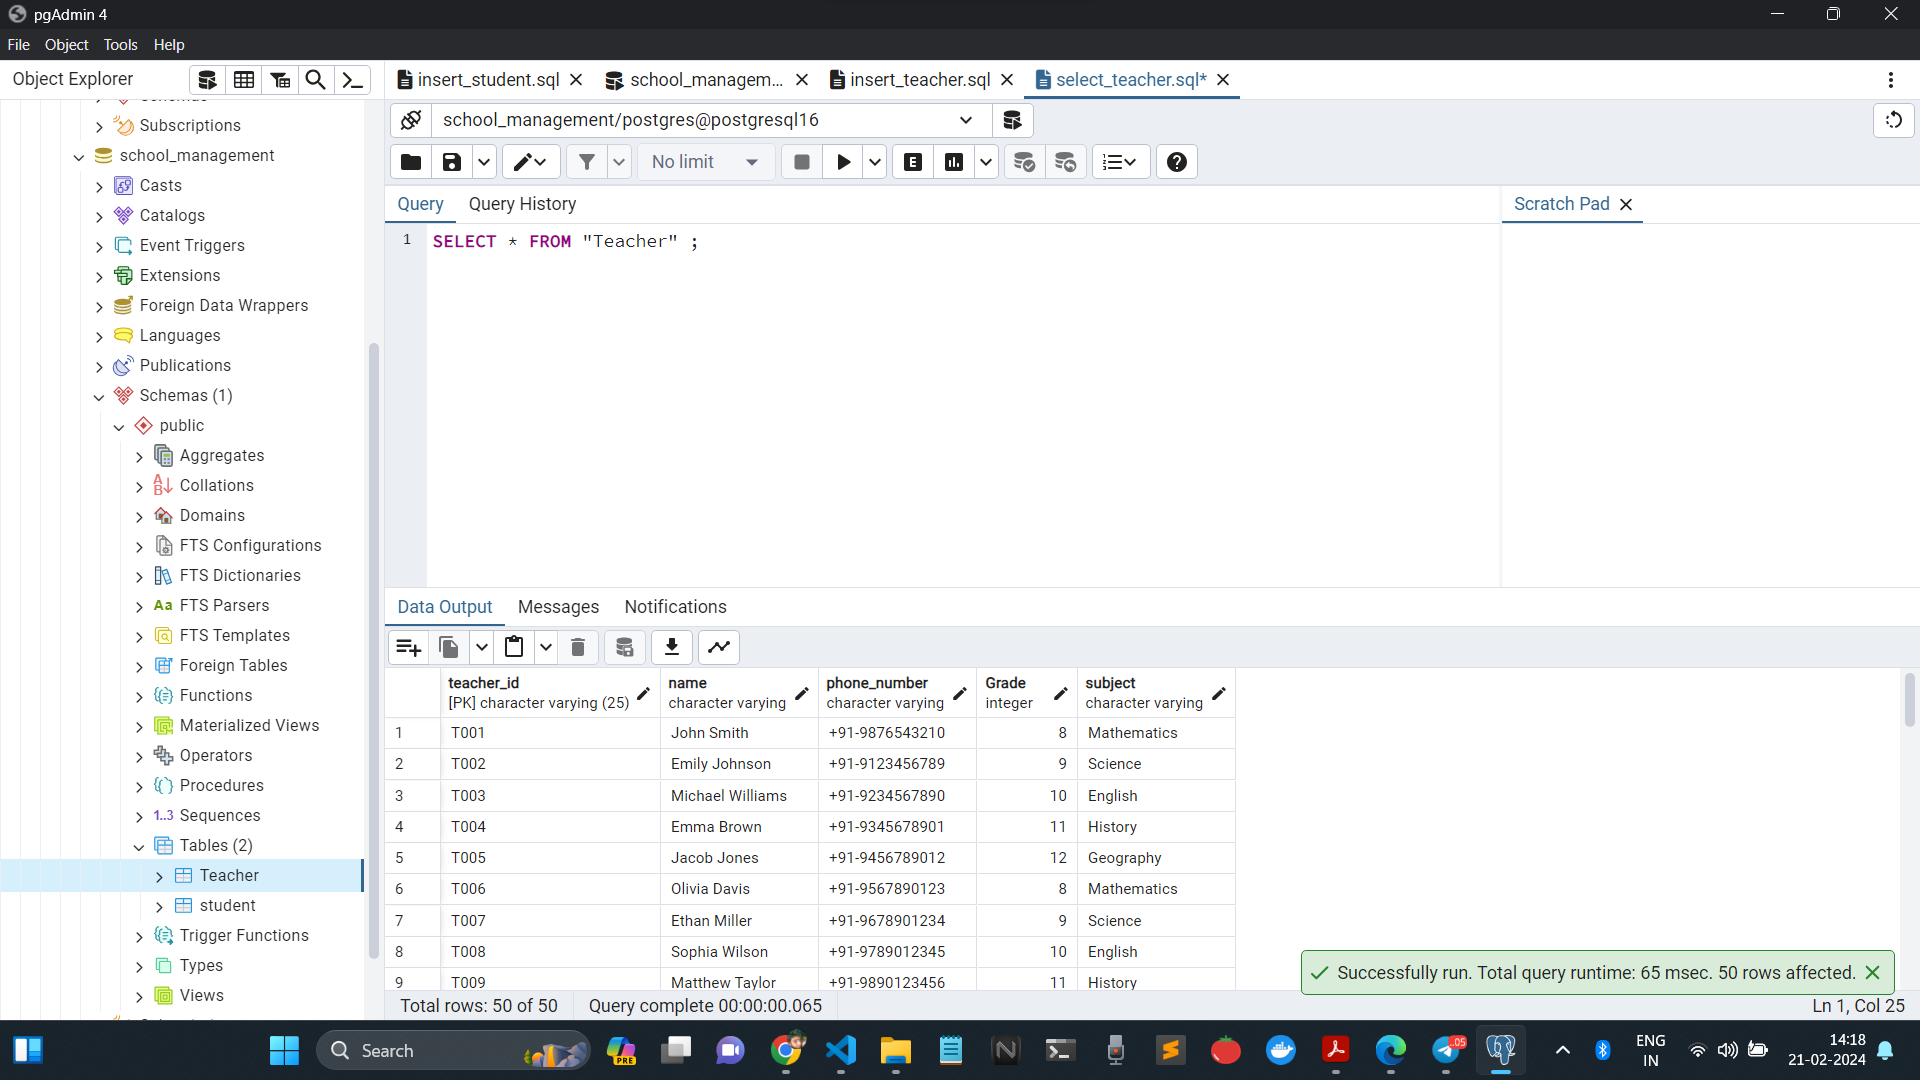 pgAdmin 4
File Object Tools Help
Object Explorer
Subscriptions
school_management
Casts
Catalogs
Event Triggers
Extensions
Foreign Data Wrappers
Languages
Publications
Schemas (1)
public
Aggregates
Collations
Domains
FTS Configurations
FTS Dictionaries
Aa FTS Parsers
FTS Templates
Foreign Tables
Functions
Materialized Views
Operators
Procedures
1..3 Sequences
Tables (2)
Teacher
student
Trigger Functions
Types
Views
insert_student.sql school_managem... insert_teacher.sql select_teacher.sql*
school_management/postgres@postgresql16
No limit E
Query Query History
Scratch Pad
1 SELECT * FROM "Teacher" ;
Data Output Messages Notifications
teacher_id name phone_number Grade subject
[PK] character varying (25) character varying character varying integer character varying
1 T001 John Smith +91-9876543210 8 Mathematics
2 T002 Emily Johnson +91-9123456789 9 Science
3 T003 Michael Williams +91-9234567890 10 English
4 T004 Emma Brown +91-9345678901 11 History
5 T005 Jacob Jones +91-9456789012 12 Geography
6 T006 Olivia Davis +91-9567890123 8 Mathematics
7 T007 Ethan Miller +91-9678901234 9 Science
8 T008 Sophia Wilson +91-9789012345 10 English
9 T009 Matthew Taylor +91-9890123456 11 History
Successfully run. Total query runtime: 65 msec. 50 rows affected.
Total rows: 50 of 50 Query complete 00:00:00.065 Ln 1, Col 25
Search
PRE
.05
ENG
IN
14:18
21-02-2024